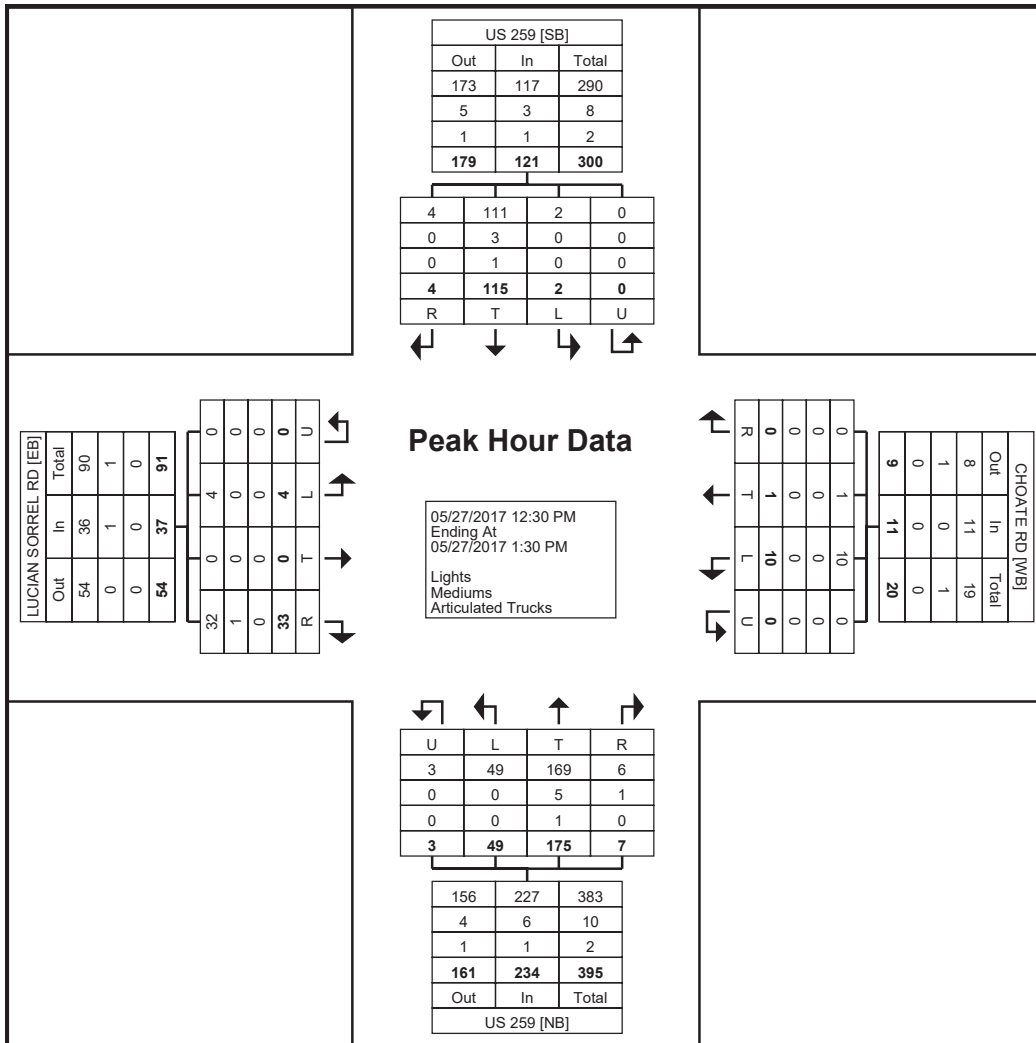 US 259 [SB]
Out In Total
173 117 290
5 3 8
1 1 2
179 121 300
4 111 2 0
0 3 0 0
0 1 0 0
4 115 2 0
R T L U
LUCIAN SORREL RD [EB]
Total 90 1 0 91
In 36 1 0 37
Out 54 0 0 54
0 0 0 0 U
4 0 0 4 L
0 0 0 0 T
32 1 0 33 R
Peak Hour Data
05/27/2017 12:30 PM
Ending At
05/27/2017 1:30 PM
Lights
Mediums
Articulated Trucks
R 0 0 0 0
T 1 0 0 1
L 10 0 0 10
U 0 0 0 0
CHOATE RD [WB]
Out In Total
8 11 19
1 0 1
0 0 0
9 11 20
U L T R
3 49 169 6
0 0 5 1
0 0 1 0
3 49 175 7
156 227 383
4 6 10
1 1 2
161 234 395
Out In Total
US 259 [NB]